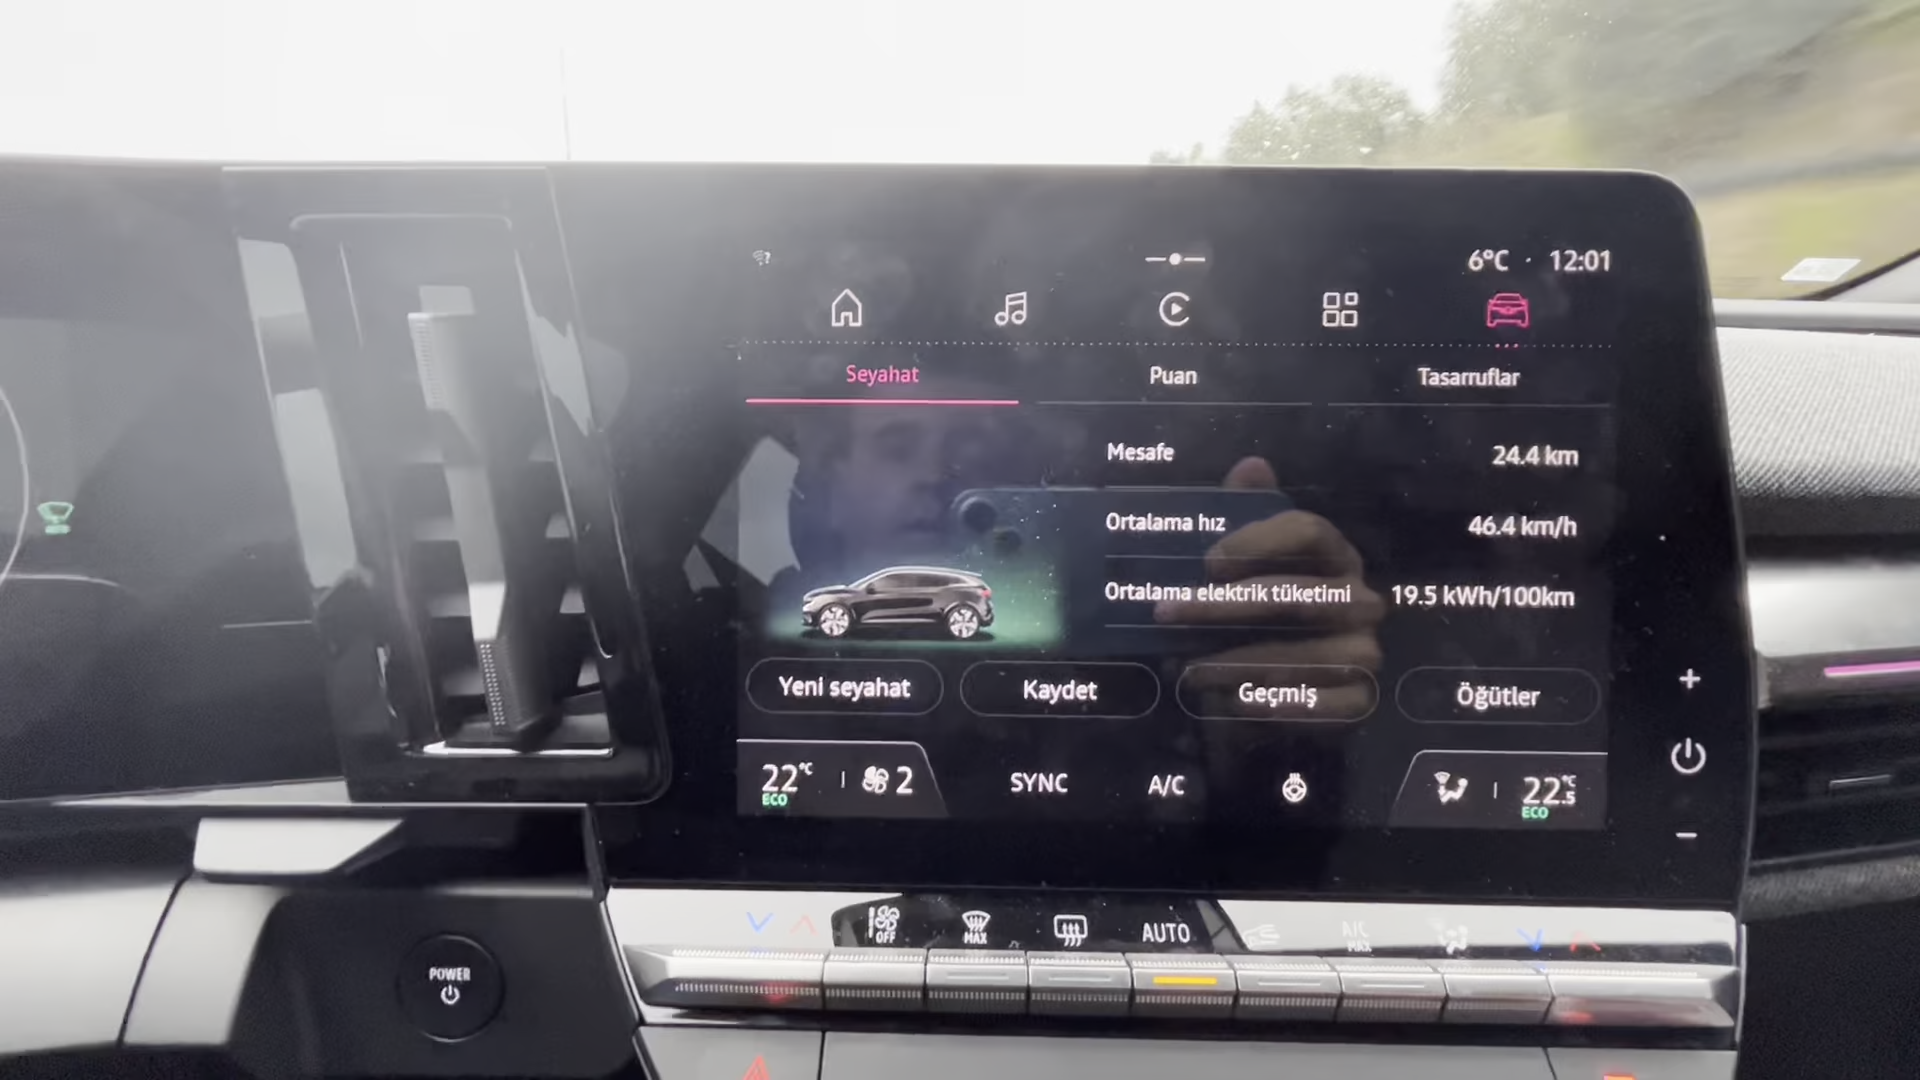 6°C · 12:01
Seyahat Puan Tasarruflar
Mesafe 24.4 km
Ortalama hız 46.4 km/h
Ortalama elektrik tüketimi 19.5 kWh/100km
Yeni seyahat Kaydet Geçmiş Öğütler
22°C 2 SYNC A/C 22.5°C
ECO ECO
OFF MAX AUTO A/C MAX
POWER